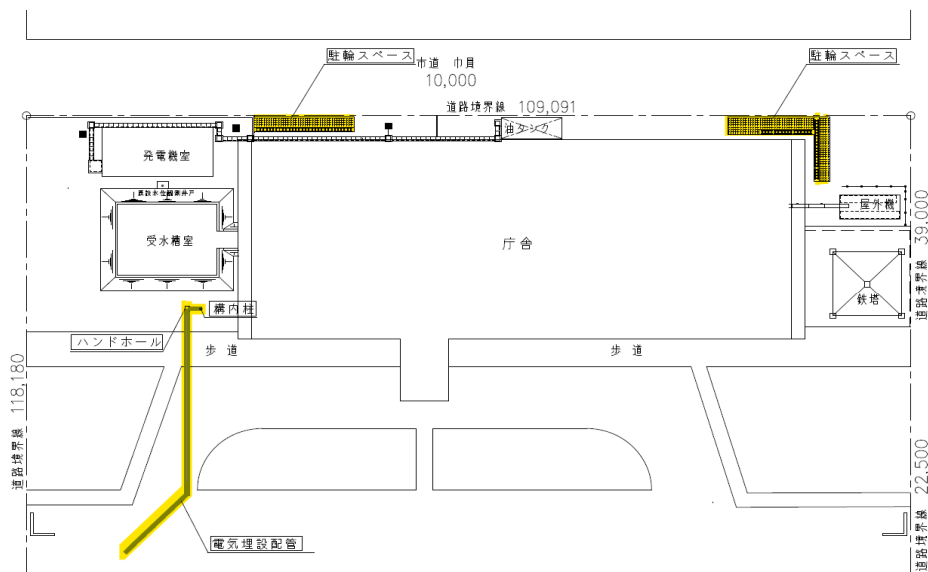 駐輪スペース
駐輪スペース
市道 巾員
10,000
道路境界線 109,091
油タンク
発電機室
受水槽室
庁舎
屋外機
39,000
道路境界線
鉄塔
構内柱
ハンドホール
歩道
歩道
118,180
道路境界線
22,500
道路境界線
電気埋設配管